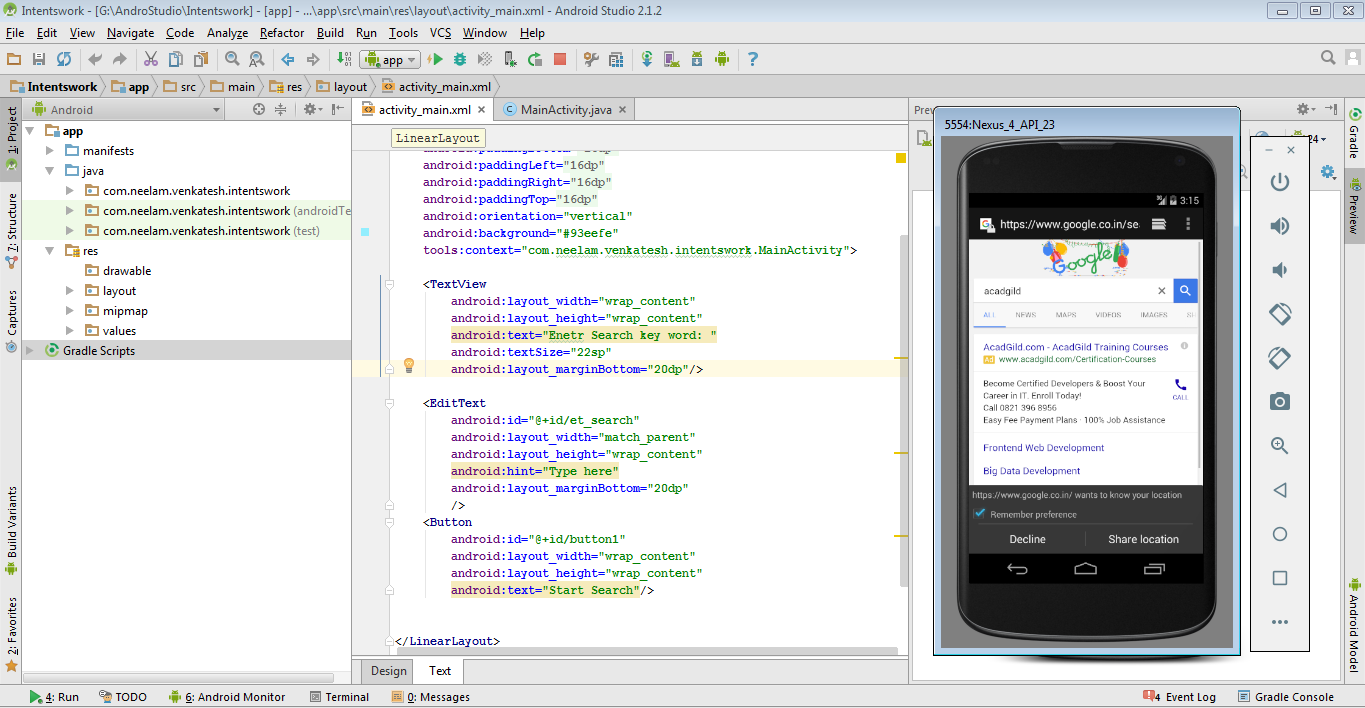 Intentswork - [G:\AndroStudio\Intentswork] - [app] - ...\app\src\main\res\layout\activity_main.xml - Android Studio 2.1.2
File Edit View Navigate Code Analyze Refactor Build Run Tools VCS Window Help
app
Intentswork app src main res layout activity_main.xml
1: Project
7: Structure
Captures
Build Variants
2: Favorites
Android
app
manifests
java
com.neelam.venkatesh.intentswork
com.neelam.venkatesh.intentswork (androidTe
com.neelam.venkatesh.intentswork (test)
res
drawable
layout
mipmap
values
Gradle Scripts
activity_main.xml MainActivity.java
LinearLayout
android:paddingLeft="16dp"
android:paddingRight="16dp"
android:paddingTop="16dp"
android:orientation="vertical"
android:background="#93eefe"
tools:context="com.neelam.venkatesh.intentswork.MainActivity">
<TextView
android:layout_width="wrap_content"
android:layout_height="wrap_content"
android:text="Enetr Search key word: "
android:textSize="22sp"
android:layout_marginBottom="20dp"/>
<EditText
android:id="@+id/et_search"
android:layout_width="match_parent"
android:layout_height="wrap_content"
android:hint="Type here"
android:layout_marginBottom="20dp"
/>
<Button
android:id="@+id/button1"
android:layout_width="wrap_content"
android:layout_height="wrap_content"
android:text="Start Search"/>
</LinearLayout>
Design Text
Prev
24
5554:Nexus_4_API_23
3:15
https://www.google.co.in/se
Google
acadgild
ALL NEWS MAPS VIDEOS IMAGES SH
AcadGild.com - AcadGild Training Courses
Ad www.acadgild.com/Certification-Courses
Become Certified Developers & Boost Your
Career in IT. Enroll Today!
Call 0821 396 8956
Easy Fee Payment Plans · 100% Job Assistance
CALL
Frontend Web Development
Big Data Development
https://www.google.co.in/ wants to know your location
Remember preference
Decline Share location
Gradle
Preview
Android Model
4: Run TODO 6: Android Monitor Terminal 0: Messages 4 Event Log Gradle Console